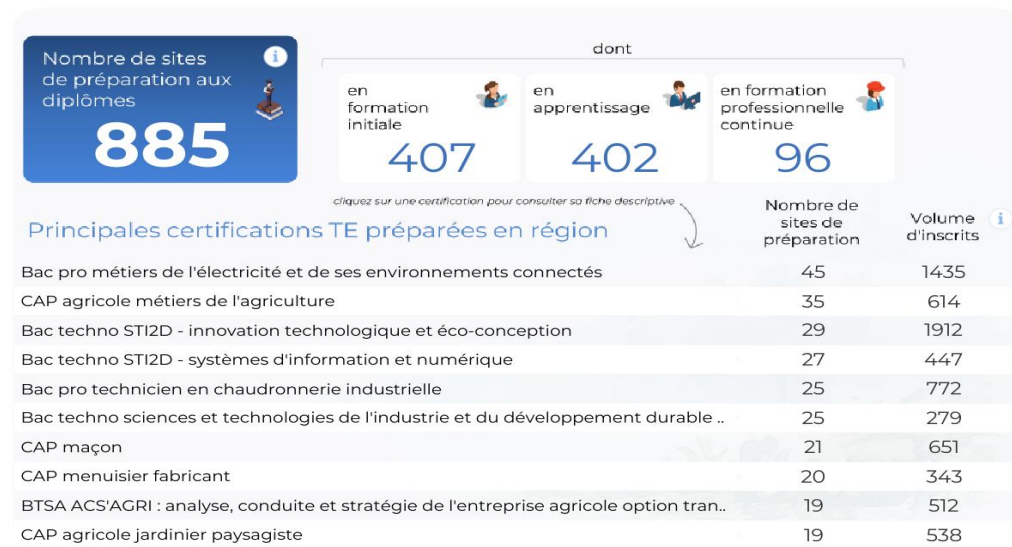 Nombre de sites
de préparation aux
diplômes
885
dont
en
formation
initiale
407
en
apprentissage
402
en formation
professionnelle
continue
96
cliquez sur une certification pour consulter sa fiche descriptive
Principales certifications TE préparées en région
Nombre de
sites de
préparation
Volume
d'inscrits
Bac pro métiers de l'électricité et de ses environnements connectés 45 1435
CAP agricole métiers de l'agriculture 35 614
Bac techno STI2D - innovation technologique et éco-conception 29 1912
Bac techno STI2D - systèmes d'information et numérique 27 447
Bac pro technicien en chaudronnerie industrielle 25 772
Bac techno sciences et technologies de l'industrie et du développement durable .. 25 279
CAP maçon 21 651
CAP menuisier fabricant 20 343
BTSA ACS'AGRI : analyse, conduite et stratégie de l'entreprise agricole option tran.. 19 512
CAP agricole jardinier paysagiste 19 538